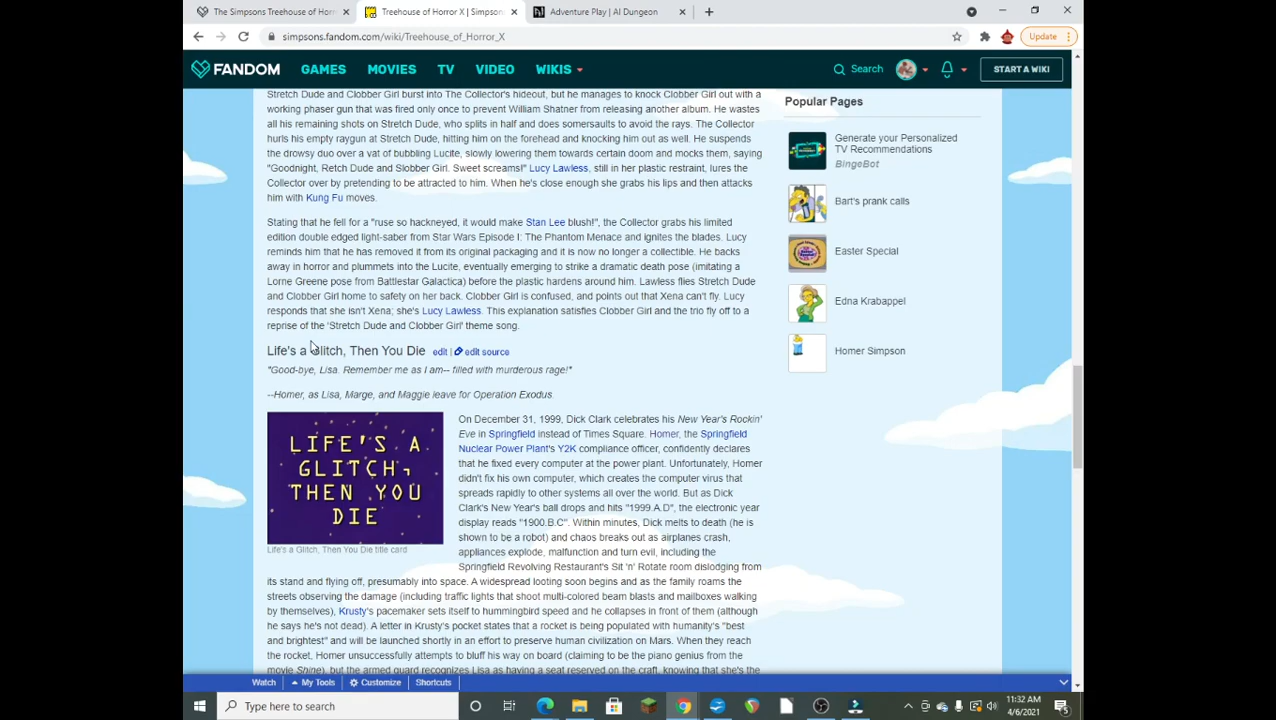 The Simpsons Treehouse of Horr
Treehouse of Horror X | Simpson
Adventure Play | AI Dungeon
simpsons.fandom.com/wiki/Treehouse_of_Horror_X
Update
FANDOM GAMES MOVIES TV VIDEO WIKIS Search START A WIKI
Stretch Dude and Clobber Girl burst into The Collector's hideout, but he manages to knock Clobber Girl out with a
working phaser gun that was fired only once to prevent William Shatner from releasing another album. He wastes
all his remaining shots on Stretch Dude, who splits in half and does somersaults to avoid the rays. The Collector
hurls his empty raygun at Stretch Dude, hitting him on the forehead and knocking him out as well. He suspends
the drowsy duo over a vat of bubbling Lucite, slowly lowering them towards certain doom and mocks them, saying
"Goodnight, Retch Dude and Slobber Girl. Sweet screams!" Lucy Lawless, still in her plastic restraint, lures the
Collector over by pretending to be attracted to him. When he's close enough she grabs his lips and then attacks
him with Kung Fu moves.
Stating that he fell for a "ruse so hackneyed, it would make Stan Lee blush!", the Collector grabs his limited
edition double edged light-saber from Star Wars Episode I: The Phantom Menace and ignites the blades. Lucy
reminds him that he has removed it from its original packaging and it is now no longer a collectible. He backs
away in horror and plummets into the Lucite, eventually emerging to strike a dramatic death pose (imitating a
Lorne Greene pose from Battlestar Galactica) before the plastic hardens around him. Lawless flies Stretch Dude
and Clobber Girl home to safety on her back. Clobber Girl is confused, and points out that Xena can't fly. Lucy
responds that she isn't Xena; she's Lucy Lawless. This explanation satisfies Clobber Girl and the trio fly off to a
reprise of the 'Stretch Dude and Clobber Girl' theme song.
Life's a Glitch, Then You Die edit | edit source
"Good-bye, Lisa. Remember me as I am-- filled with murderous rage!"
--Homer, as Lisa, Marge, and Maggie leave for Operation Exodus.
LIFE'S A
GLITCH,
THEN YOU
DIE
Life's a Glitch, Then You Die title card
On December 31, 1999, Dick Clark celebrates his New Year's Rockin'
Eve in Springfield instead of Times Square. Homer, the Springfield
Nuclear Power Plant's Y2K compliance officer, confidently declares
that he fixed every computer at the power plant. Unfortunately, Homer
didn't fix his own computer, which creates the computer virus that
spreads rapidly to other systems all over the world. But as Dick
Clark's New Year's ball drops and hits "1999.A.D", the electronic year
display reads "1900.B.C". Within minutes, Dick melts to death (he is
shown to be a robot) and chaos breaks out as airplanes crash,
appliances explode, malfunction and turn evil, including the
Springfield Revolving Restaurant's Sit 'n' Rotate room dislodging from
its stand and flying off, presumably into space. A widespread looting soon begins and as the family roams the
streets observing the damage (including traffic lights that shoot multi-colored beam blasts and mailboxes walking
by themselves), Krusty's pacemaker sets itself to hummingbird speed and he collapses in front of them (although
he says he's not dead). A letter in Krusty's pocket states that a rocket is being populated with humanity's "best
and brightest" and will be launched shortly in an effort to preserve human civilization on Mars. When they reach
the rocket, Homer unsuccessfully attempts to bluff his way on board (claiming to be the piano genius from the
movie Shine), but the armed guard recognizes Lisa as having a seat reserved on the craft, knowing that she's the
Popular Pages
Generate your Personalized
TV Recommendations
BingeBot
Bart's prank calls
Easter Special
Edna Krabappel
Homer Simpson
Watch My Tools Customize Shortcuts
Type here to search
11:32 AM
4/6/2021
5